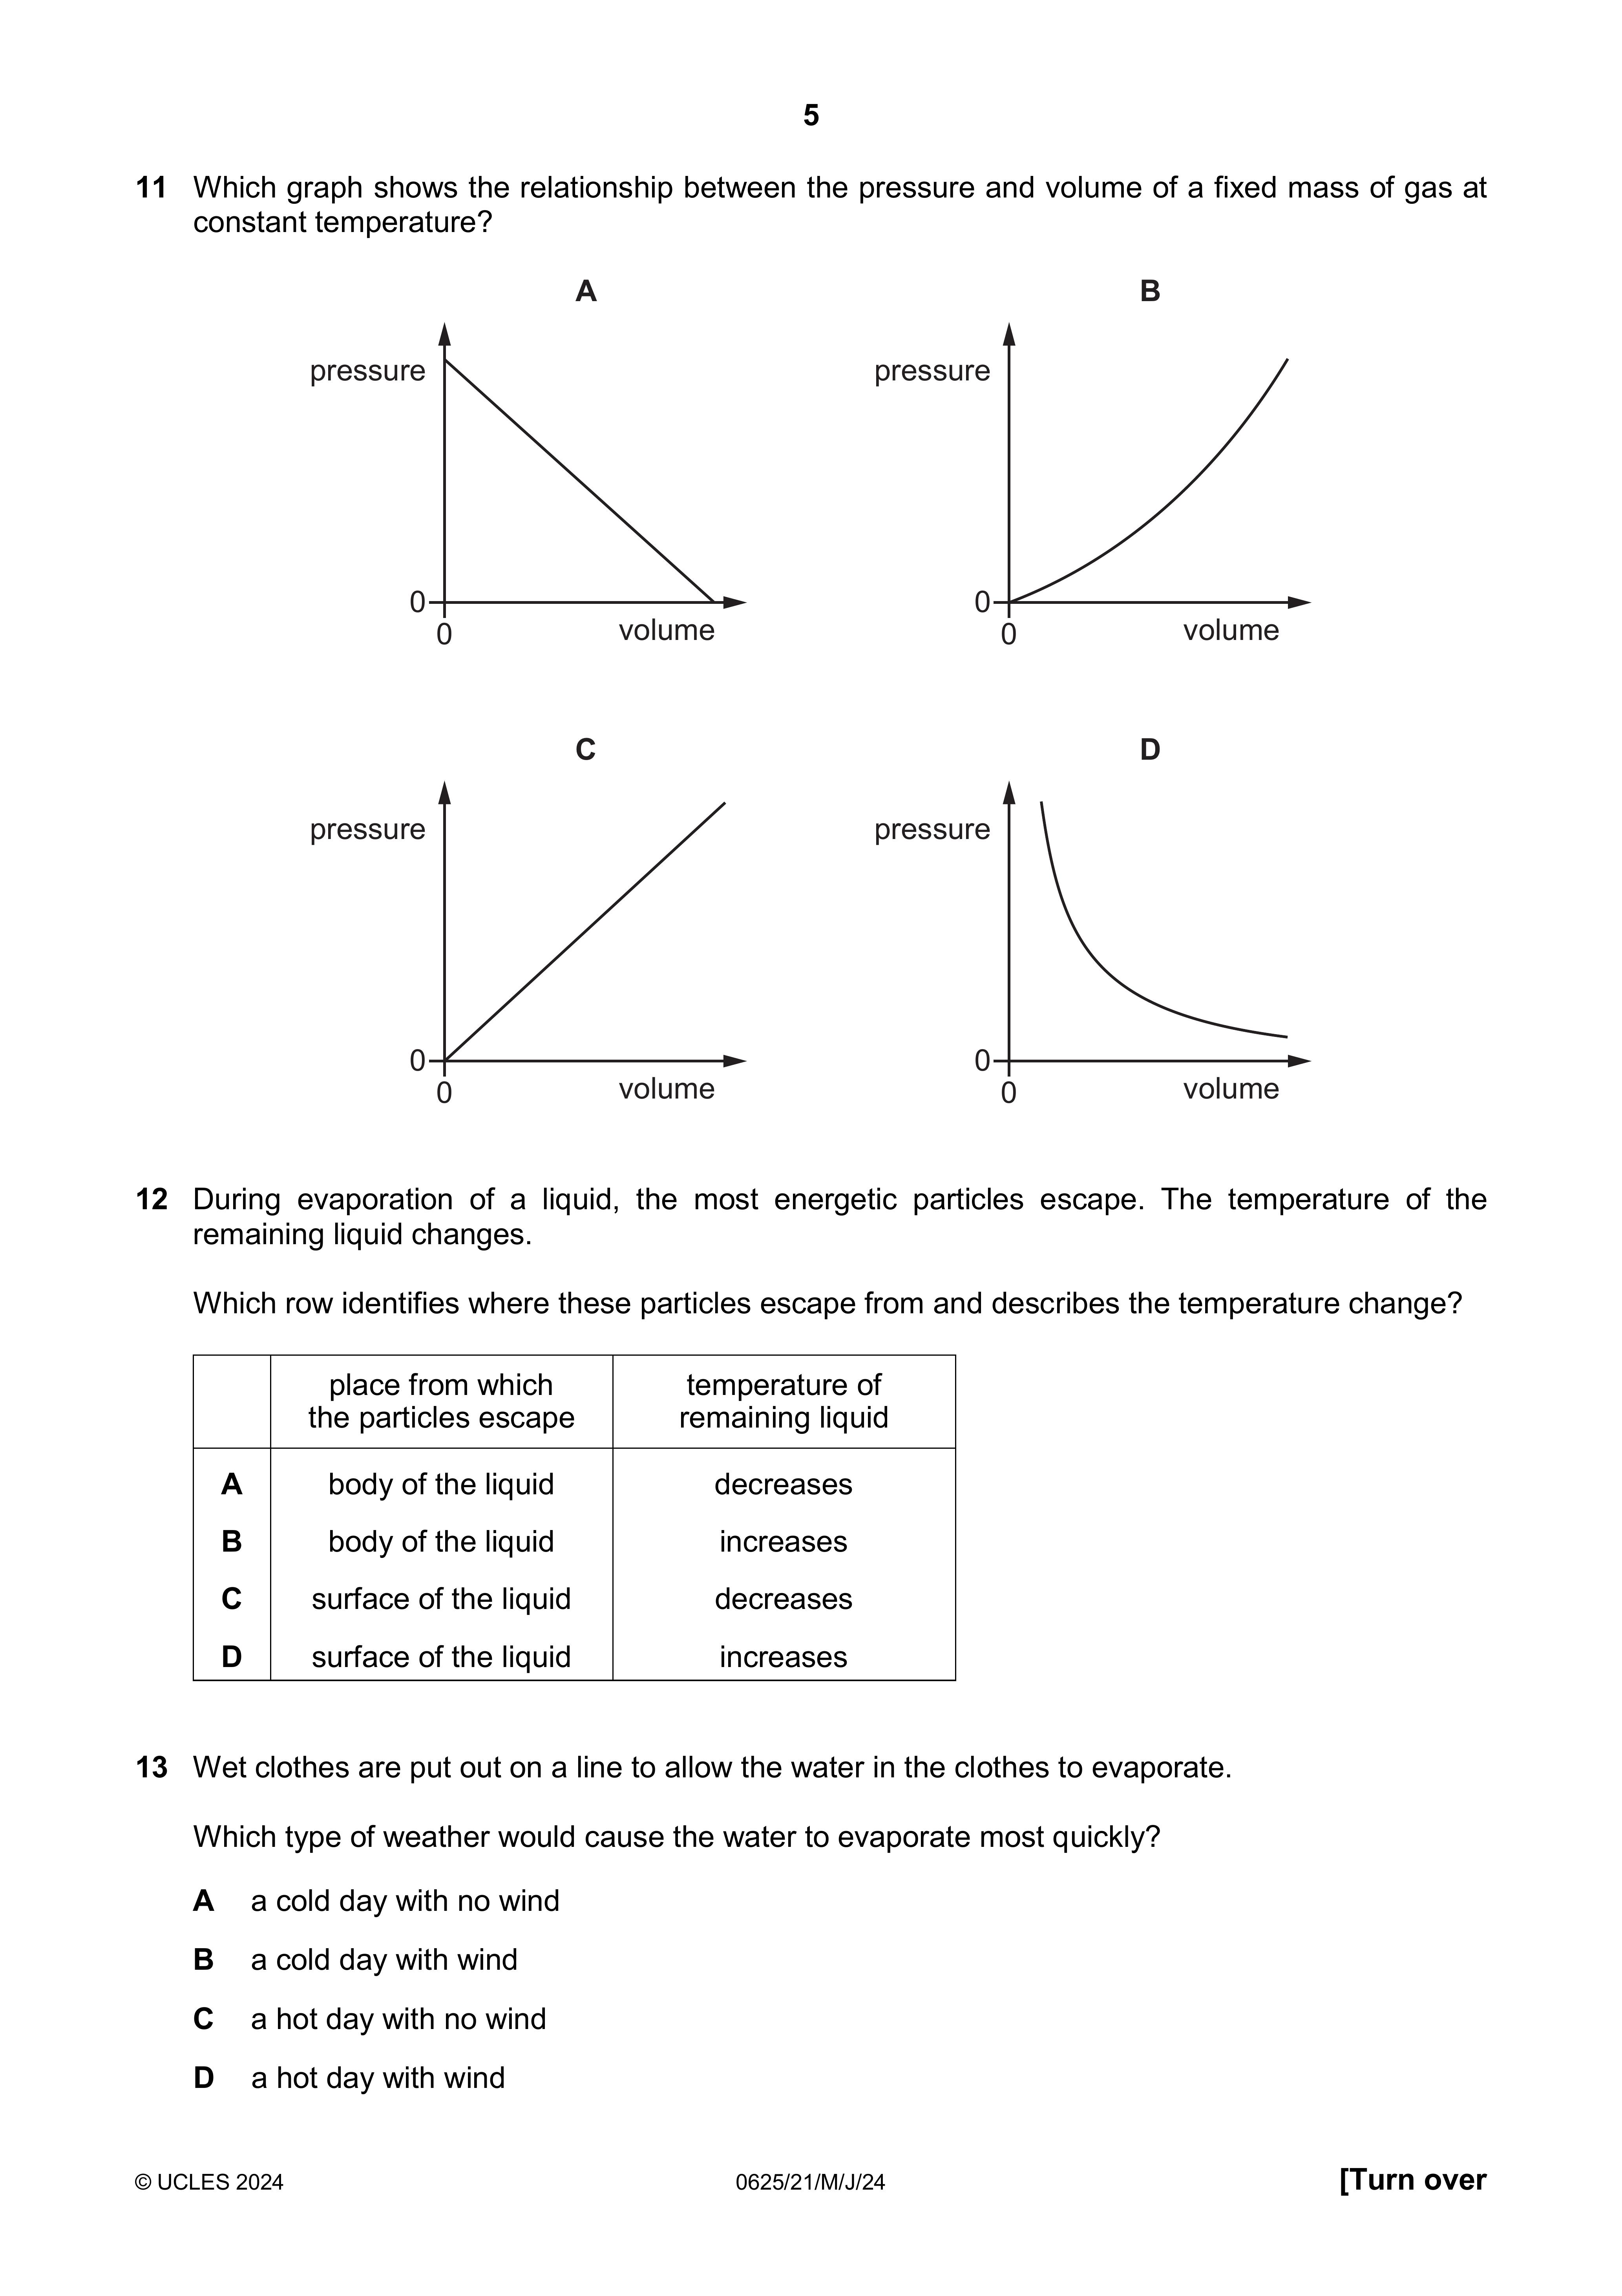 5
11 Which graph shows the relationship between the pressure and volume of a fixed mass of gas at
constant temperature?
A
pressure
0
0
volume
B
pressure
0
0
volume
C
pressure
0
0
volume
D
pressure
0
0
volume
12 During evaporation of a liquid, the most energetic particles escape. The temperature of the
remaining liquid changes.
Which row identifies where these particles escape from and describes the temperature change?
place from which
the particles escape
temperature of
remaining liquid
A body of the liquid decreases
B body of the liquid increases
C surface of the liquid decreases
D surface of the liquid increases
13 Wet clothes are put out on a line to allow the water in the clothes to evaporate.
Which type of weather would cause the water to evaporate most quickly?
A a cold day with no wind
B a cold day with wind
C a hot day with no wind
D a hot day with wind
© UCLES 2024 0625/21/M/J/24 [Turn over